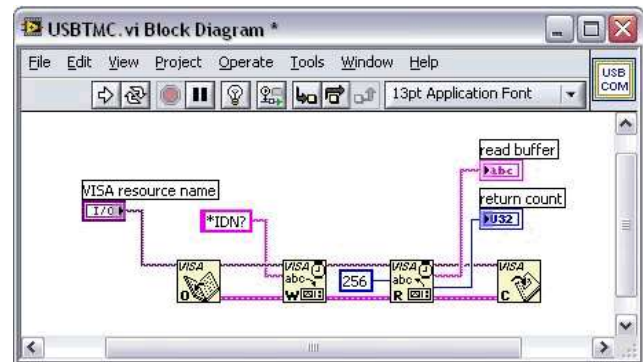 USBTMC.vi Block Diagram *
File Edit View Project Operate Tools Window Help
13pt Application Font
USB
COM
read buffer
abc
VISA resource name
return count
I/O
U32
*IDN?
VISA VISA VISA VISA
abc 256 abc
O W R C